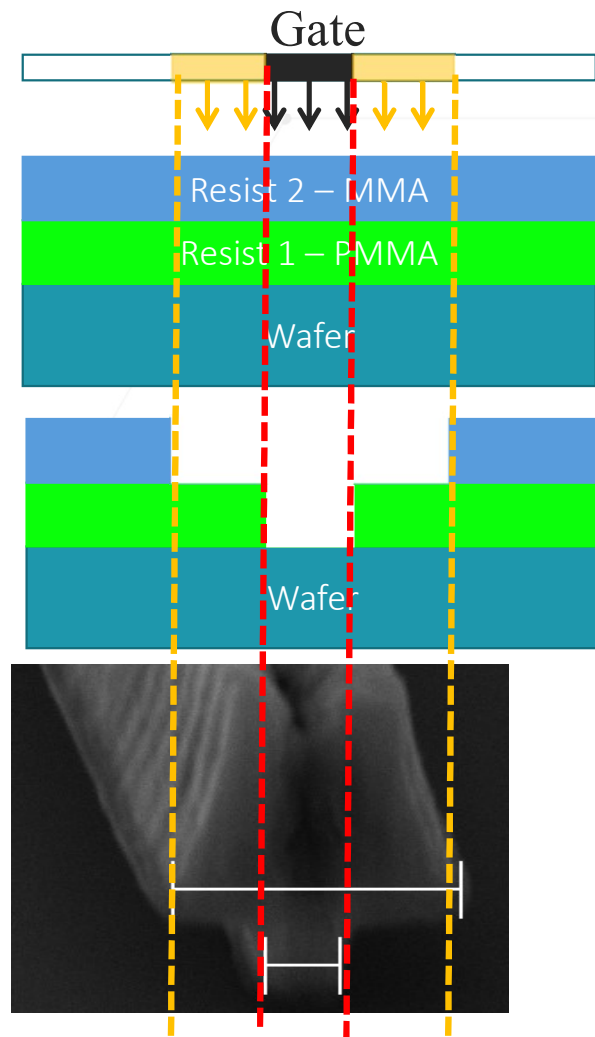 Gate
Resist 2 – MMA
Resist 1 – PMMA
Wafer
Wafer